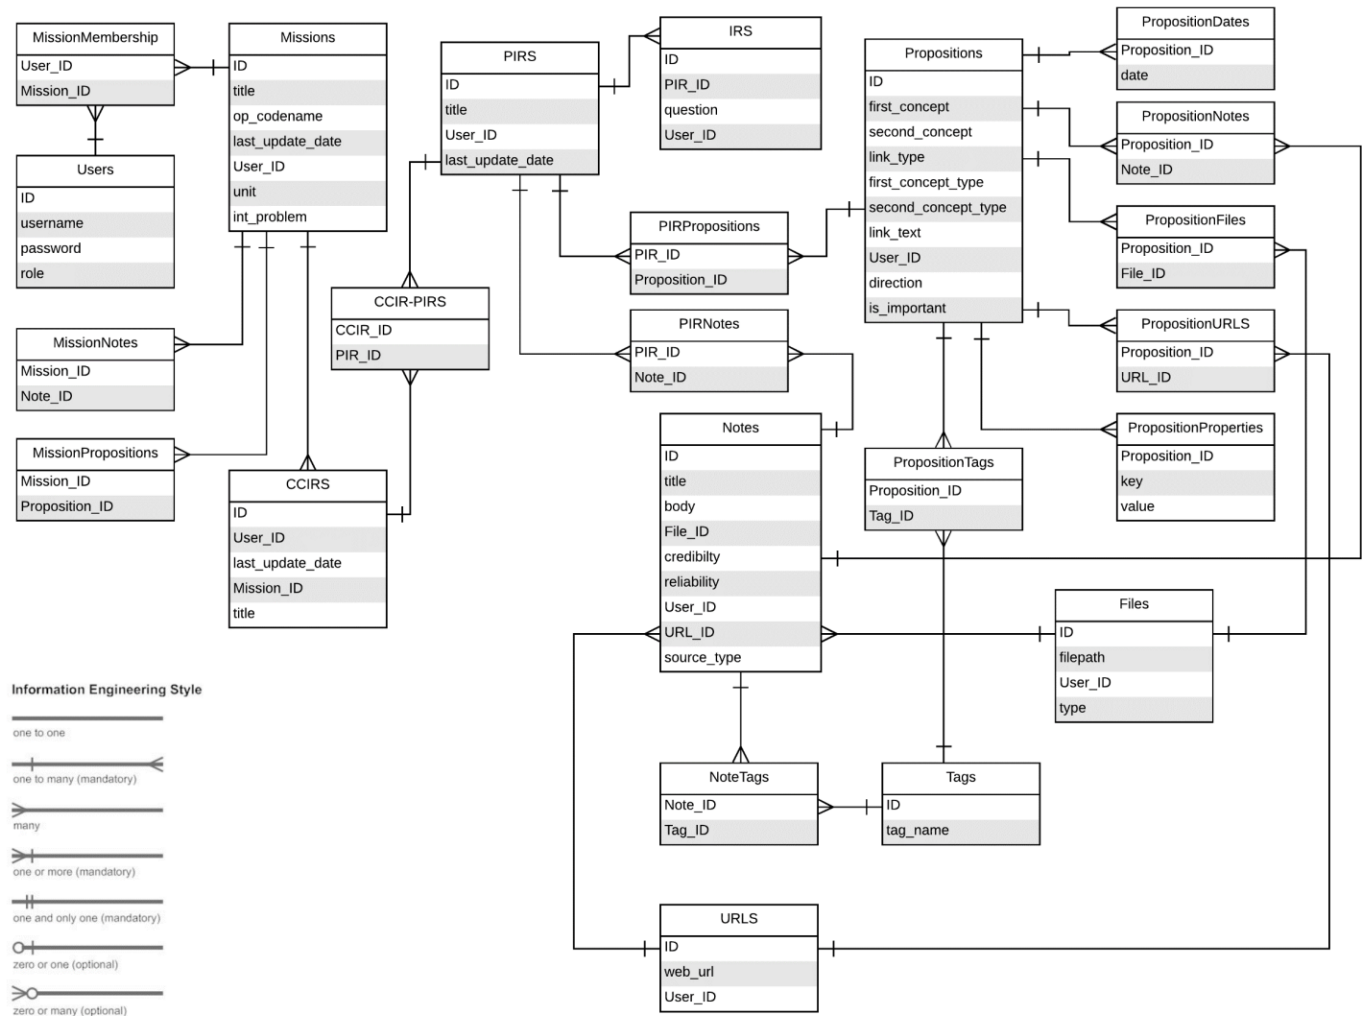 MissionMembership
User_ID
Mission_ID
Missions
ID
title
op_codename
last_update_date
User_ID
unit
int_problem
Users
ID
username
password
role
MissionNotes
Mission_ID
Note_ID
MissionPropositions
Mission_ID
Proposition_ID
CCIRS
ID
User_ID
last_update_date
Mission_ID
title
CCIR-PIRS
CCIR_ID
PIR_ID
PIRS
ID
title
User_ID
last_update_date
IRS
ID
PIR_ID
question
User_ID
PIRPropositions
PIR_ID
Proposition_ID
PIRNotes
PIR_ID
Note_ID
Notes
ID
title
body
File_ID
credibilty
reliability
User_ID
URL_ID
source_type
NoteTags
Note_ID
Tag_ID
URLS
ID
web_url
User_ID
Propositions
ID
first_concept
second_concept
link_type
first_concept_type
second_concept_type
link_text
User_ID
direction
is_important
PropositionTags
Proposition_ID
Tag_ID
Tags
ID
tag_name
PropositionDates
Proposition_ID
date
PropositionNotes
Proposition_ID
Note_ID
PropositionFiles
Proposition_ID
File_ID
PropositionURLS
Proposition_ID
URL_ID
PropositionProperties
Proposition_ID
key
value
Files
ID
filepath
User_ID
type
Information Engineering Style
one to one
one to many (mandatory)
many
one or more (mandatory)
one and only one (mandatory)
zero or one (optional)
zero or many (optional)